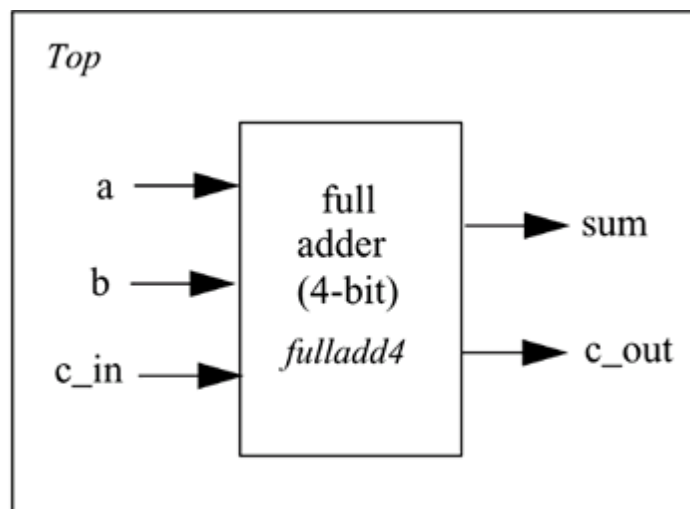 Top
a
b
c_in
full
adder
(4-bit)
fulladd4
sum
c_out